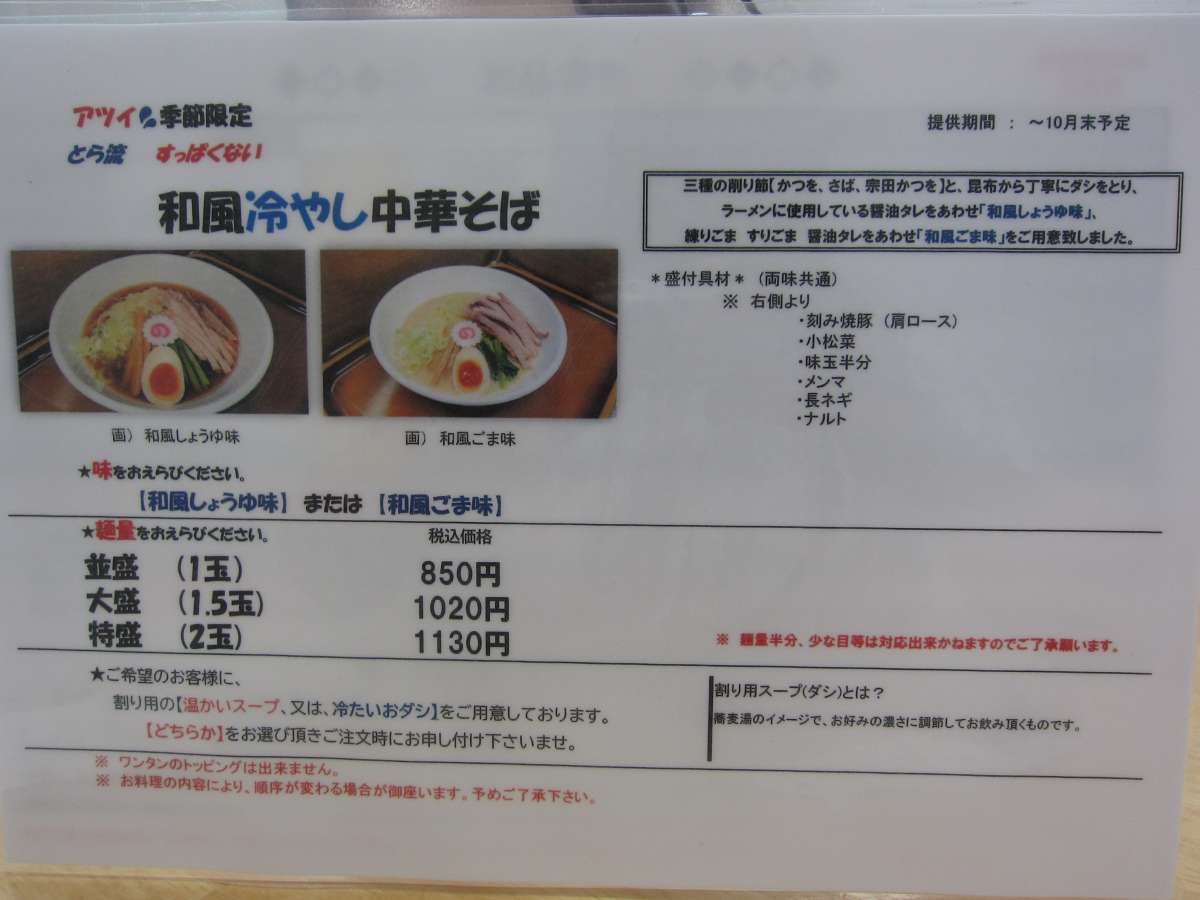 アツイ 季節限定
とら流 すっぱくない
和風冷やし中華そば
提供期間 : ～10月末予定
三種の削り節【かつを、さば、宗田かつを】と、昆布から丁寧にダシをとり、
ラーメンに使用している醤油タレをあわせ「和風しょうゆ味」、
練りごま すりごま 醤油タレをあわせ「和風ごま味」をご用意致しました。
＊盛付具材＊（両味共通）
※ 右側より
・刻み焼豚（肩ロース）
・小松菜
・味玉半分
・メンマ
・長ネギ
・ナルト
画） 和風しょうゆ味
画） 和風ごま味
★味をおえらびください。
【和風しょうゆ味】 または 【和風ごま味】
★麺量をおえらびください。 税込価格
並盛 （1玉） 850円
大盛 （1.5玉） 1020円
特盛 （2玉） 1130円
※ 麺量半分、少な目等は対応出来かねますのでご了承願います。
★ご希望のお客様に、
割り用の【温かいスープ、又は、冷たいおダシ】をご用意しております。
【どちらか】をお選び頂きご注文時にお申し付け下さいませ。
割り用スープ(ダシ)とは？
蕎麦湯のイメージで、お好みの濃さに調節してお飲み頂くものです。
※ ワンタンのトッピングは出来ません。
※ お料理の内容により、順序が変わる場合が御座います。予めご了承下さい。